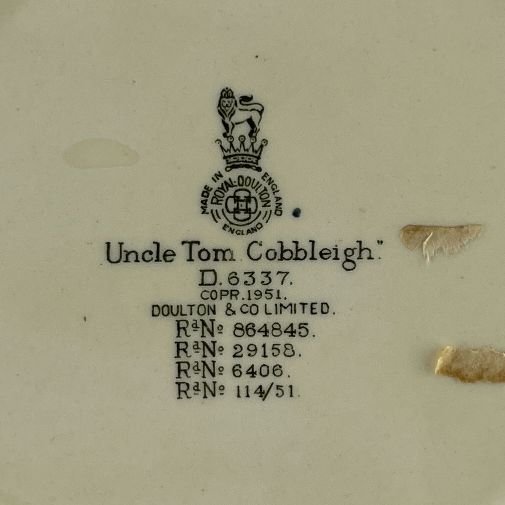 MADE IN ENGLAND
ROYAL·DOULTON
ENGLAND
Uncle Tom Cobbleigh."
D.6337.
COPR.1951.
DOULTON & CO LIMITED.
RdNº 864845.
RdNº 29158.
RdNº 6406.
RdNº 114/51.